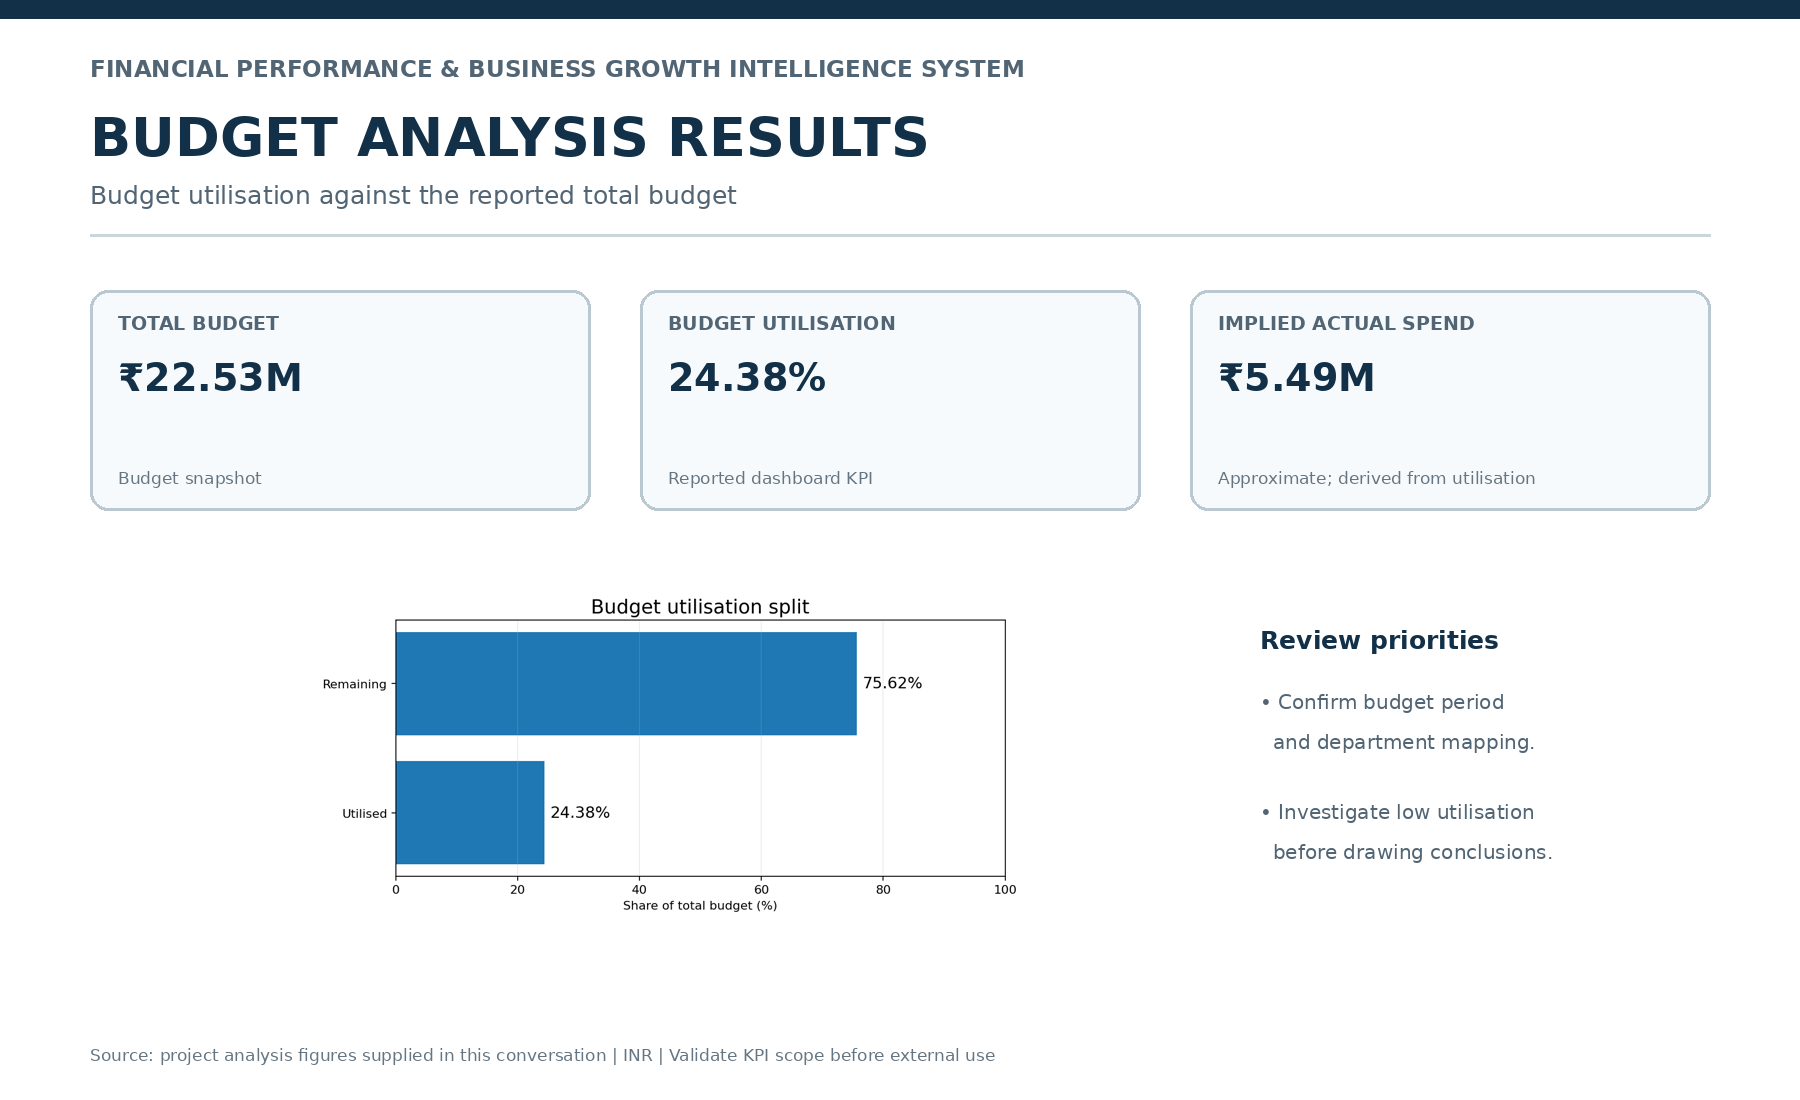 FINANCIAL PERFORMANCE & BUSINESS GROWTH INTELLIGENCE SYSTEM
BUDGET ANALYSIS RESULTS
Budget utilisation against the reported total budget
TOTAL BUDGET
₹22.53M
Budget snapshot
BUDGET UTILISATION
24.38%
Reported dashboard KPI
IMPLIED ACTUAL SPEND
₹5.49M
Approximate; derived from utilisation
Budget utilisation split
Remaining
75.62%
Utilised
24.38%
0 20 40 60 80 100
Share of total budget (%)
Review priorities
• Confirm budget period
and department mapping.
• Investigate low utilisation
before drawing conclusions.
Source: project analysis figures supplied in this conversation | INR | Validate KPI scope before external use